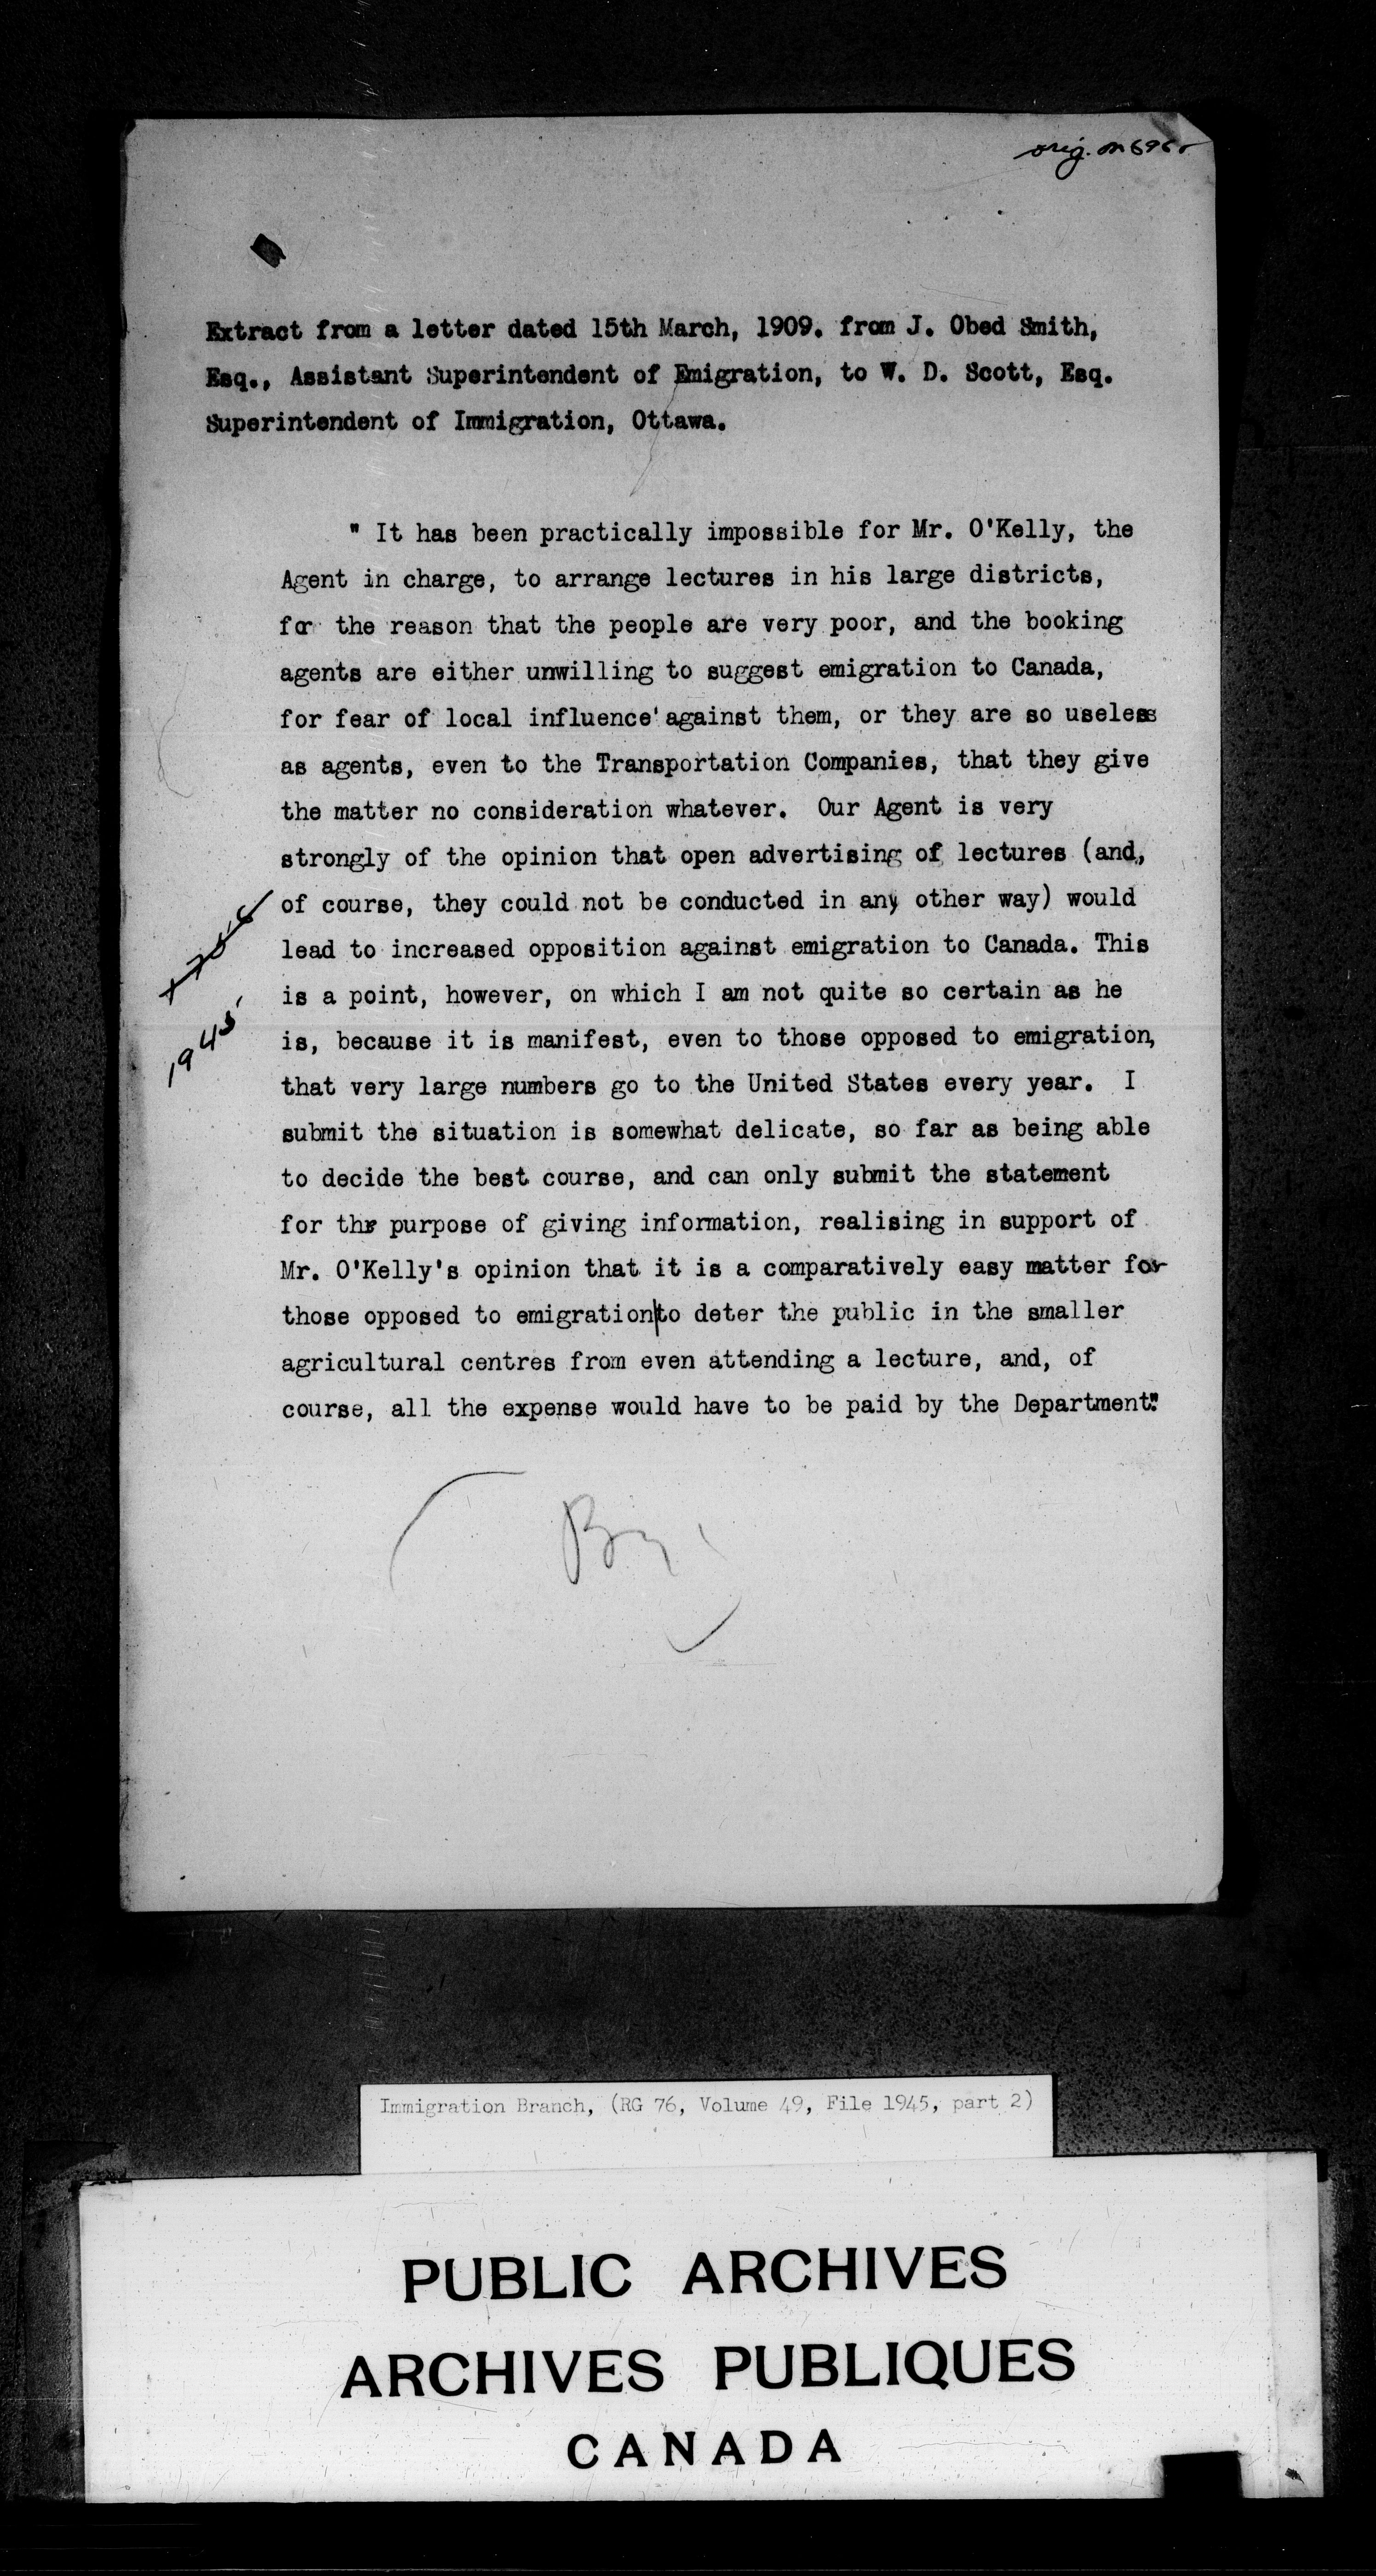 orig. on
Extract from a letter dated 15th March, 1909. from J. Obed Smith,
Esq., Assistant Superintendent of Emigration, to W. D. Scott, Esq.
Superintendent of Immigration, Ottawa.
" It has been practically impossible for Mr. O'Kelly, the
Agent in charge, to arrange lectures in his large districts,
for the reason that the people are very poor, and the booking
agents are either unwilling to suggest emigration to Canada,
for fear of local influence' against them, or they are so useless
as agents, even to the Transportation Companies, that they give
the matter no consideration whatever. Our Agent is very
strongly of the opinion that open advertising of lectures (and,
of course, they could not be conducted in any other way) would
lead to increased opposition against emigration to Canada. This
is a point, however, on which I am not quite so certain as he
is, because it is manifest, even to those opposed to emigration,
that very large numbers go to the United States every year. I
submit the situation is somewhat delicate, so far as being able
to decide the best course, and can only submit the statement
for the purpose of giving information, realising in support of
Mr. O'Kelly's opinion that it is a comparatively easy matter for
those opposed to emigration|to deter the public in the smaller
agricultural centres from even attending a lecture, and, of
course, all the expense would have to be paid by the Department."
1945
Immigration Branch, (RG 76, Volume 49, File 1945, part 2)
PUBLIC ARCHIVES
ARCHIVES PUBLIQUES
CANADA